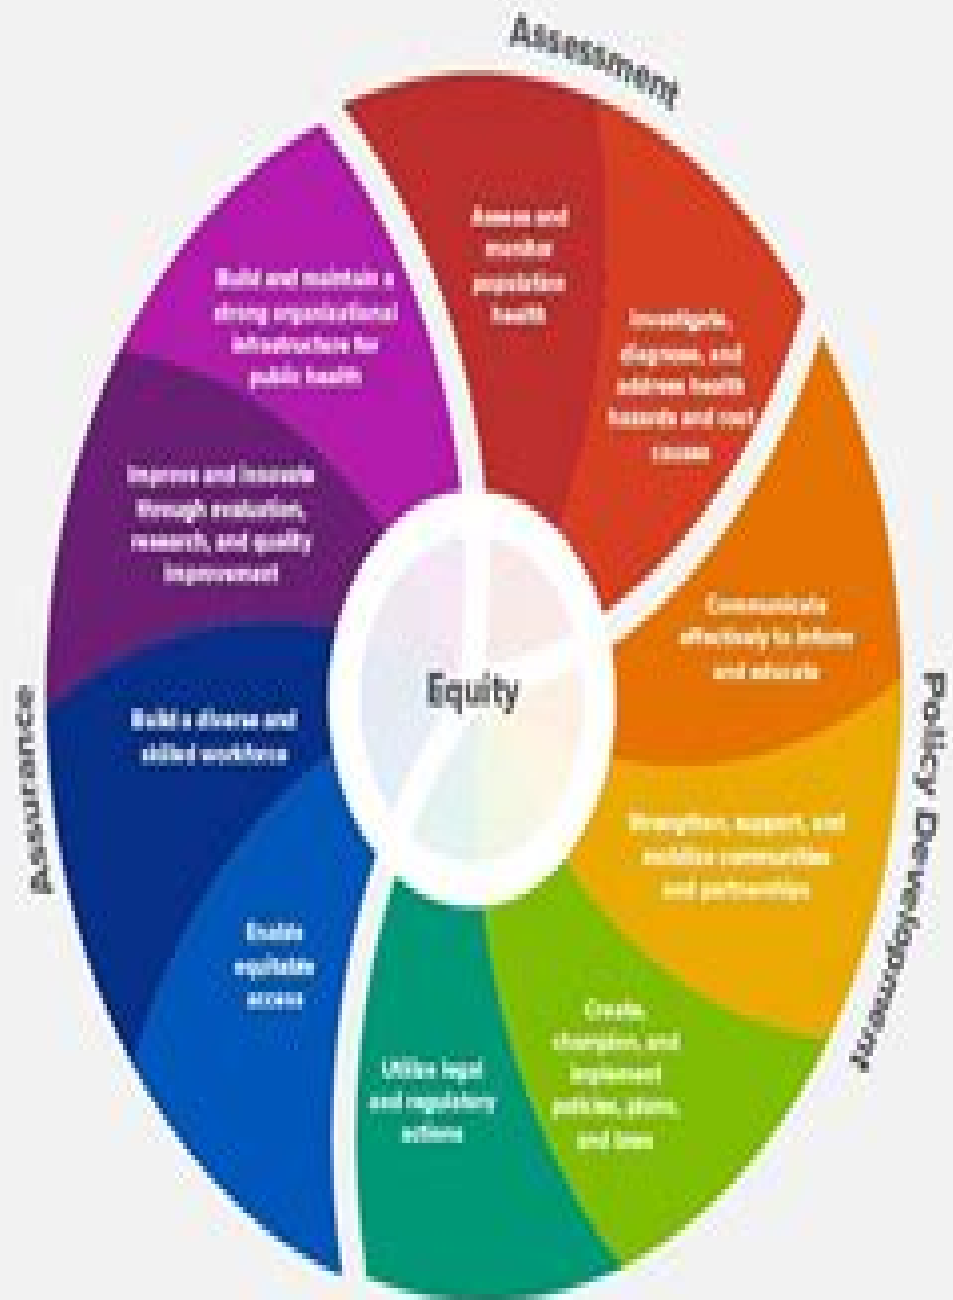 Assessment
Assess and
monitor
population
health
Investigate,
diagnose, and
address health
hazards and root
causes
Communicate
effectively to inform
and educate
Strengthen, support, and
mobilize communities
and partnerships
Policy Development
Create,
champion, and
implement
policies, plans,
and laws
Utilize legal
and regulatory
actions
Enable
equitable
access
Build a diverse and
skilled workforce
Assurance
Improve and innovate
through evaluation,
research, and quality
improvement
Build and maintain a
strong organizational
infrastructure for
public health
Equity